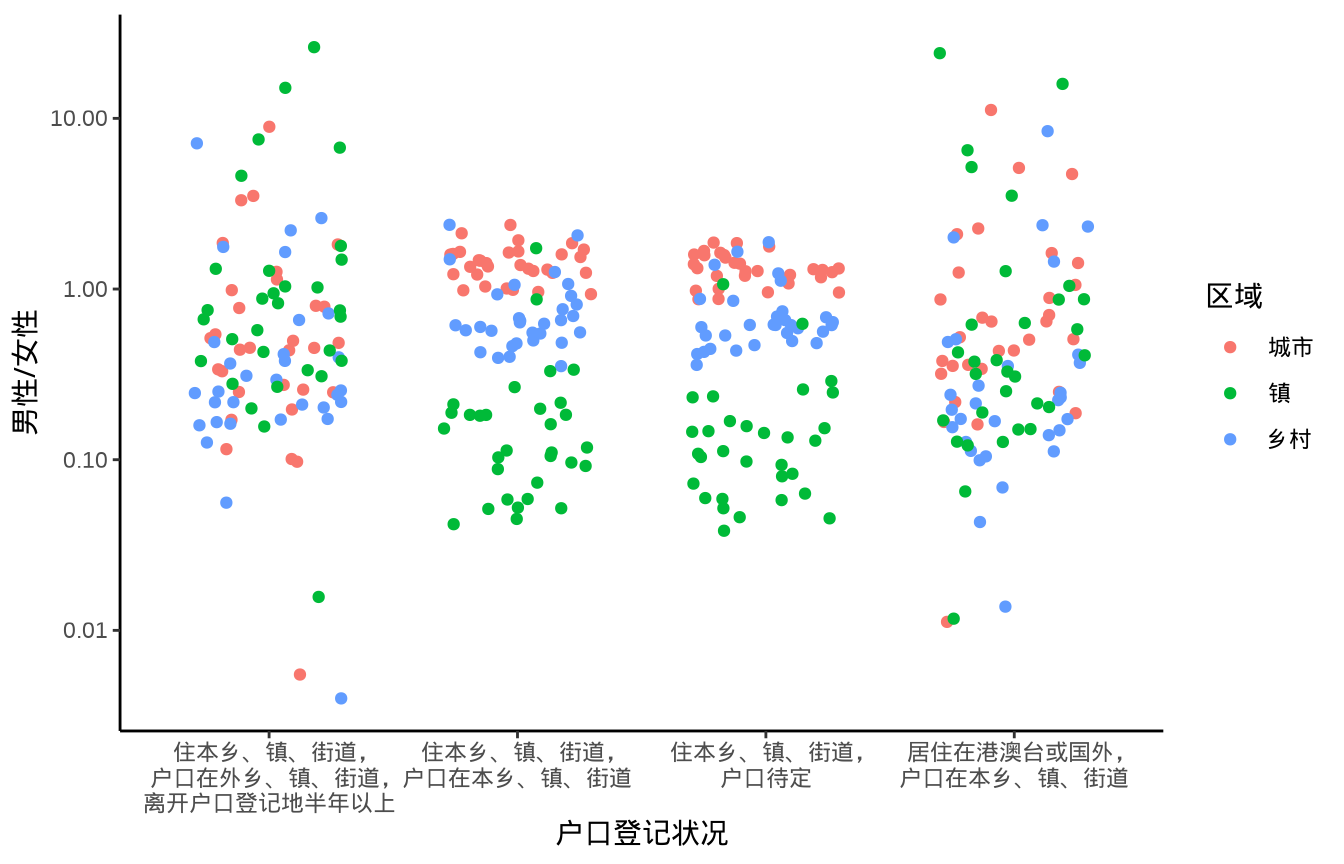 10.00
1.00
0.10
0.01
男性/女性
住本乡、镇、街道，
户口在外乡、镇、街道，
离开户口登记地半年以上
住本乡、镇、街道，
户口在本乡、镇、街道
住本乡、镇、街道，
户口待定
居住在港澳台或国外，
户口在本乡、镇、街道
户口登记状况
区域
城市
镇
乡村